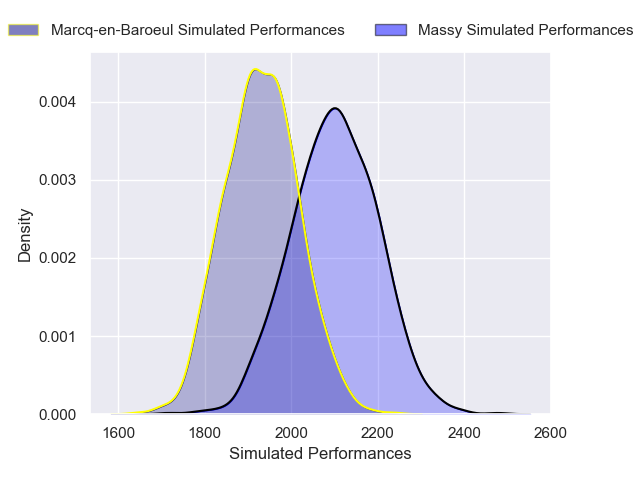 Marcq-en-Baroeul Simulated Performances Massy Simulated Performances
0.004
0.003
0.002
0.001
0.000
Density
1600 1800 2000 2200 2400 2600
Simulated Performances